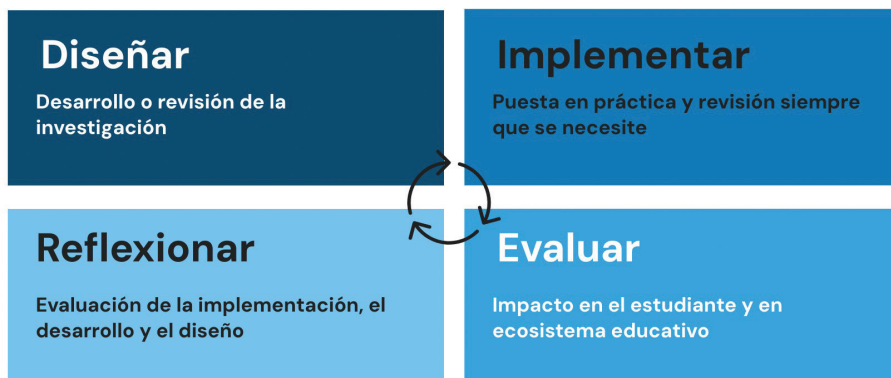 Diseñar
Desarrollo o revisión de la
investigación
Implementar
Puesta en práctica y revisión siempre
que se necesite
Reflexionar
Evaluación de la implementación, el
desarrollo y el diseño
Evaluar
Impacto en el estudiante y en
ecosistema educativo